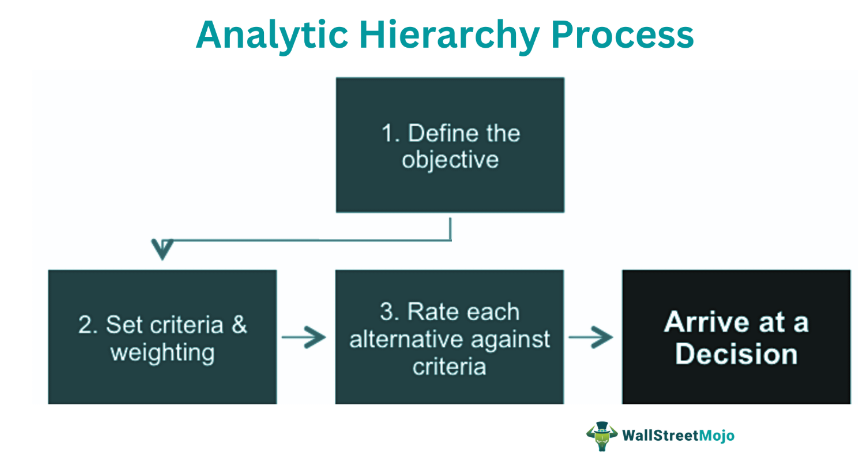 Analytic Hierarchy Process
1. Define the
objective
2. Set criteria &
weighting
3. Rate each
alternative against
criteria
Arrive at a
Decision
WallStreetMojo